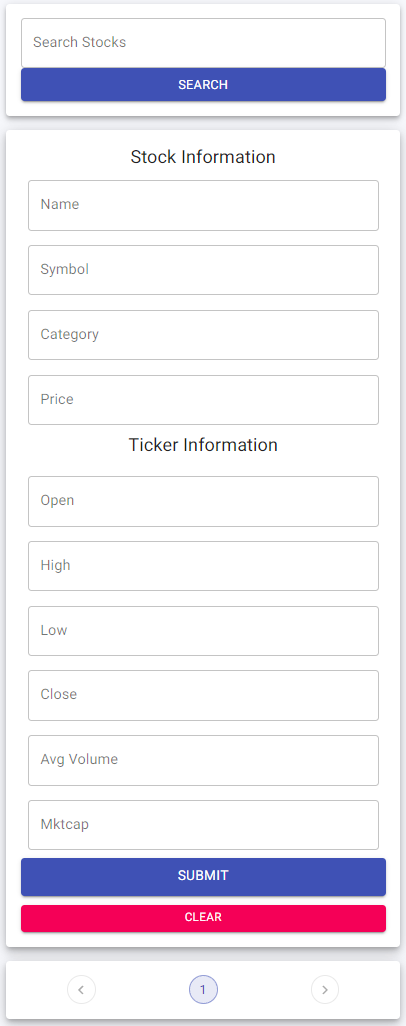 Search Stocks
SEARCH
Stock Information
Name
Symbol
Category
Price
Ticker Information
Open
High
Low
Close
Avg Volume
Mktcap
SUBMIT
CLEAR
1